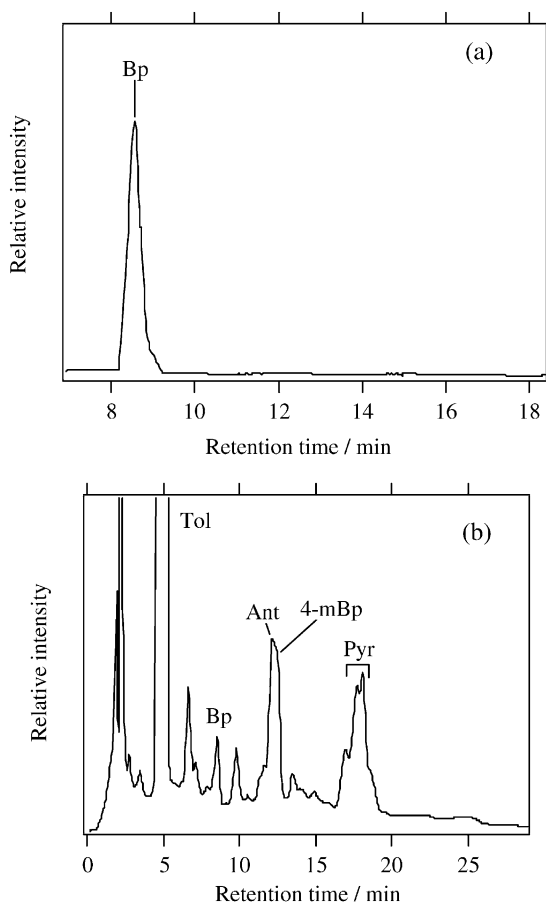 (a)
Bp
Relative intensity
8 10 12 14 16 18
Retention time / min
(b)
Tol
Ant 4-mBp
Pyr
Bp
Relative intensity
0 5 10 15 20 25
Retention time / min